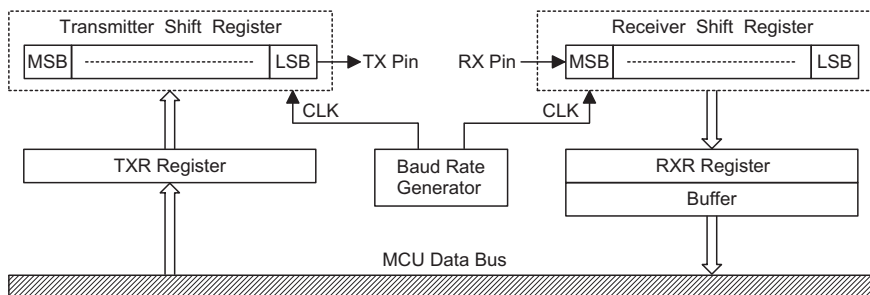 Transmitter Shift Register
Receiver Shift Register
MSB
LSB
TX Pin
RX Pin
MSB
LSB
CLK
CLK
TXR Register
Baud Rate
Generator
RXR Register
Buffer
MCU Data Bus